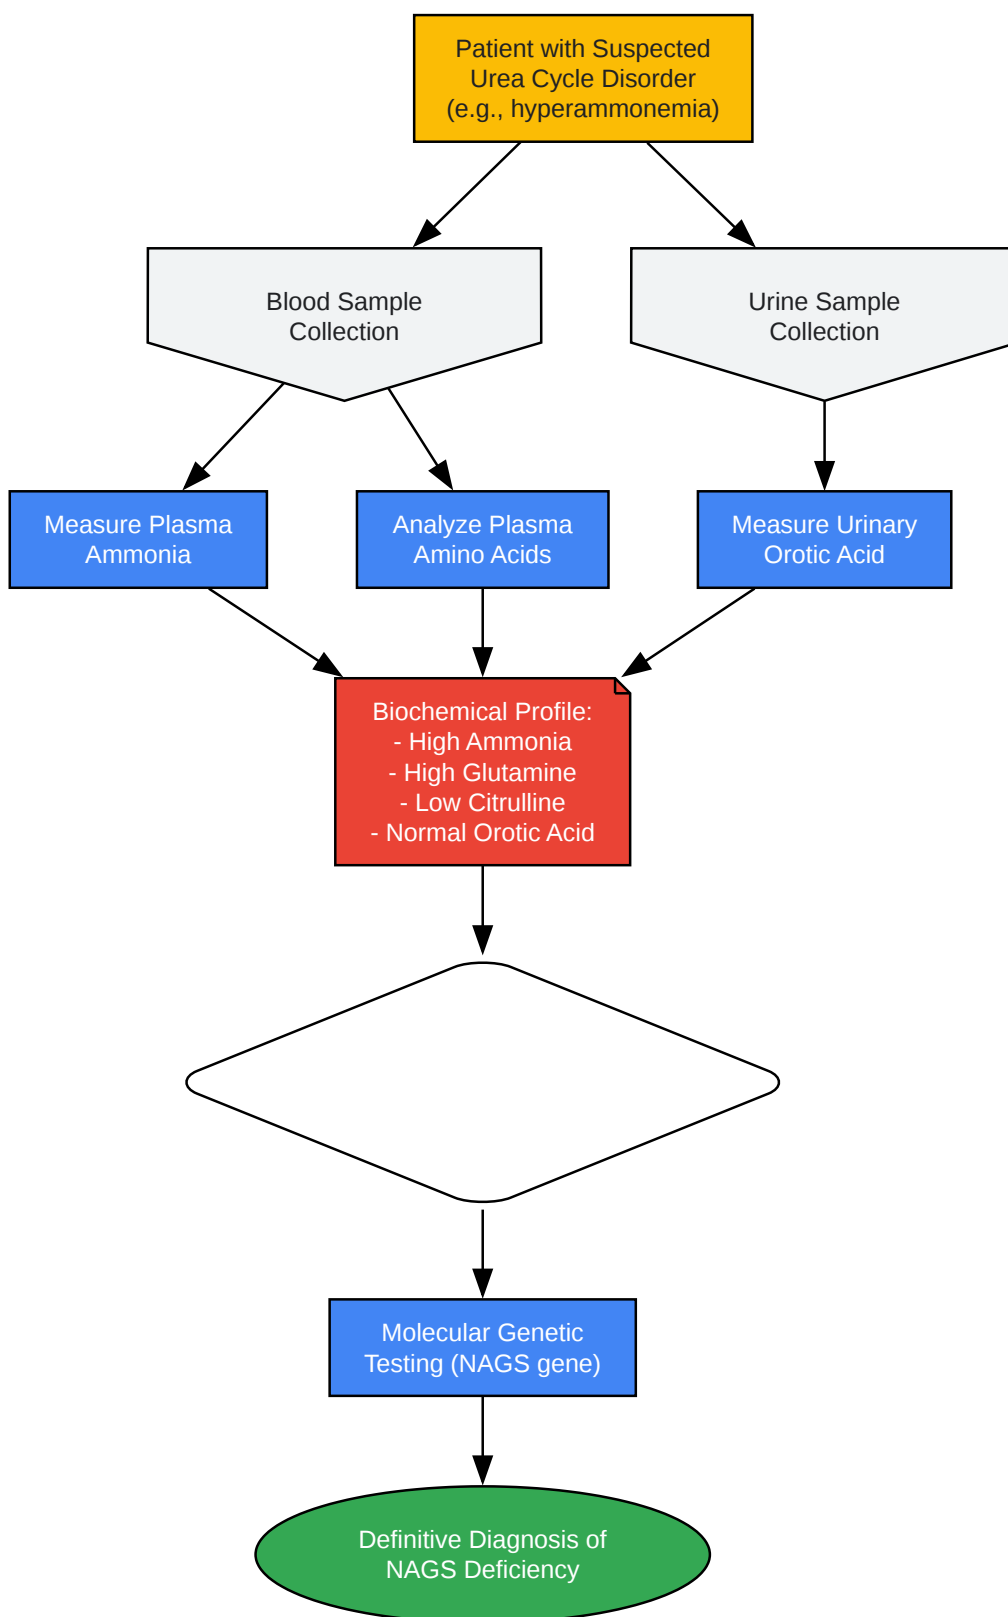 Patient with Suspected
Urea Cycle Disorder
(e.g., hyperammonemia)
Blood Sample
Collection
Urine Sample
Collection
Measure Plasma
Ammonia
Analyze Plasma
Amino Acids
Measure Urinary
Orotic Acid
Biochemical Profile:
- High Ammonia
- High Glutamine
- Low Citrulline
- Normal Orotic Acid
Molecular Genetic
Testing (NAGS gene)
Definitive Diagnosis of
NAGS Deficiency